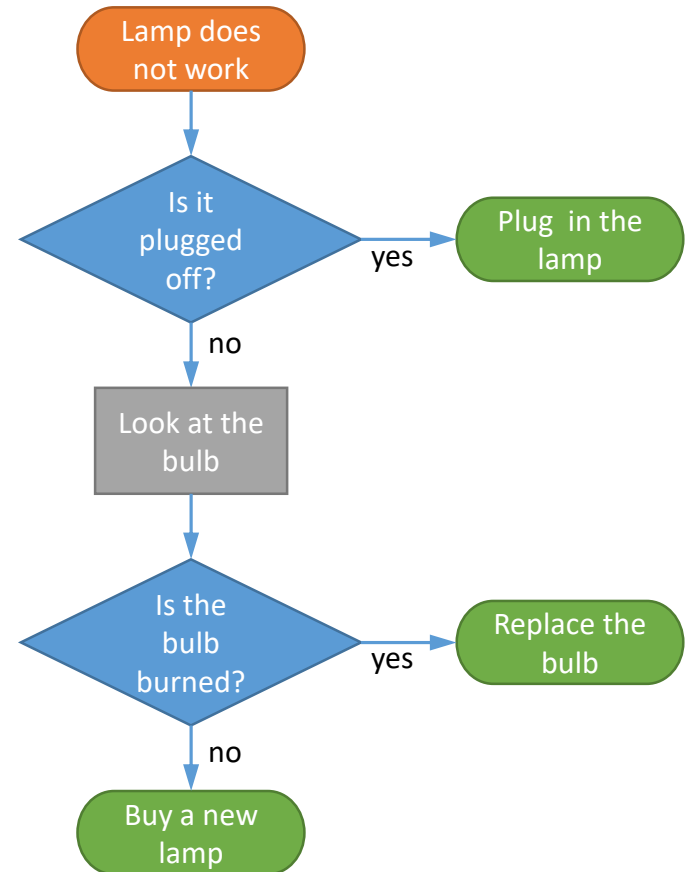 Lamp does
not work
Is it
plugged
off?
yes
Plug in the
lamp
no
Look at the
bulb
Is the
bulb
burned?
yes
Replace the
bulb
no
Buy a new
lamp